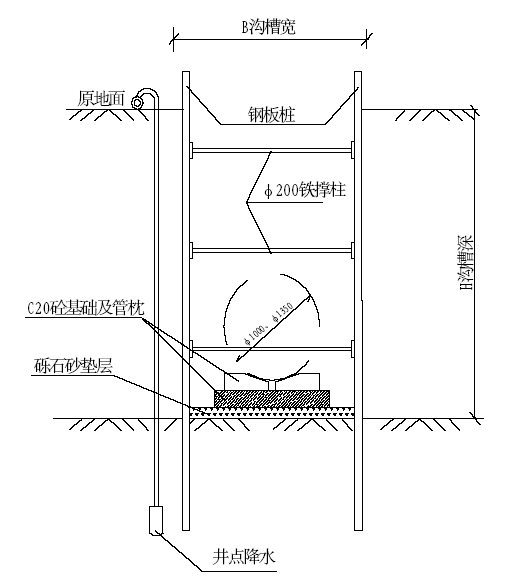 B沟槽宽
原地面
钢板桩
φ200铁撑柱
H沟槽深
C20砼基础及管枕
φ1000、φ1350
砾石砂垫层
井点降水